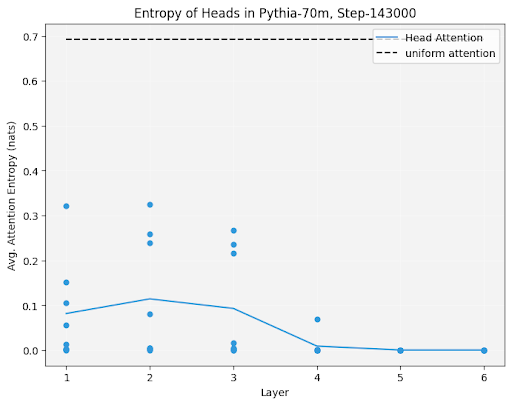 Entropy of Heads in Pythia-70m, Step-143000
Head Attention
uniform attention
Avg. Attention Entropy (nats)
0.7
0.6
0.5
0.4
0.3
0.2
0.1
0.0
1 2 3 4 5 6
Layer